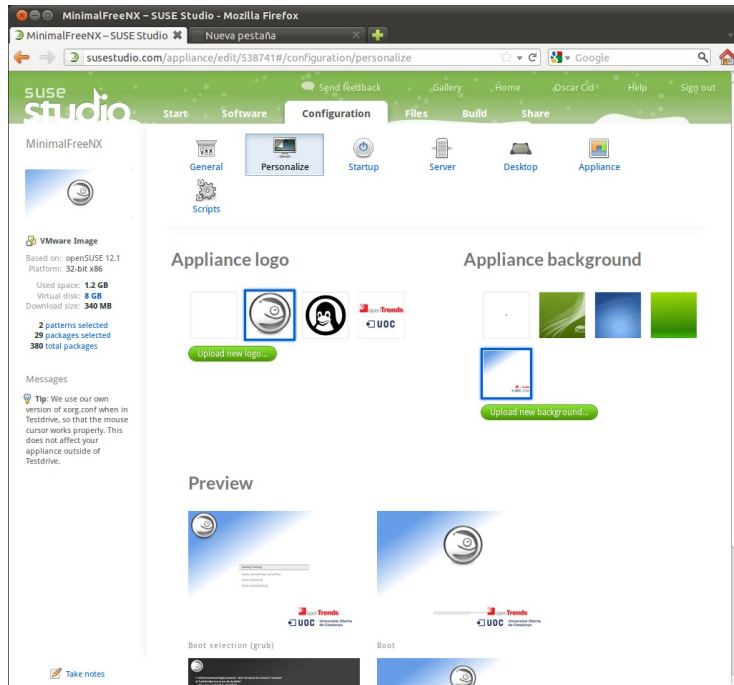 MinimalFreeNX – SUSE Studio - Mozilla Firefox
MinimalFreeNX – SUSE Studio
Nueva pestaña
susestudio.com/appliance/edit/538741#/configuration/personalize
Google
suse
studio
Send feedback
Gallery
Home
Oscar Cid
Help
Sign out
Start
Software
Configuration
Files
Build
Share
MinimalFreeNX
General
Personalize
Startup
Server
Desktop
Appliance
Scripts
VMware Image
Based on: openSUSE 12.1
Platform: 32-bit x86
Used space: 1.2 GB
Virtual disk: 8 GB
Download size: 340 MB
2 patterns selected
29 packages selected
380 total packages
Messages
Tip: We use our own
version of xorg.conf when in
Testdrive, so that the mouse
cursor works properly. This
does not affect your
appliance outside of
Testdrive.
Take notes
Appliance logo
openTrends
UOC
Upload new logo...
Appliance background
Upload new background...
Preview
openTrends
UOC Universitat Oberta
de Catalunya
Boot selection (grub)
openTrends
UOC Universitat Oberta
de Catalunya
Boot